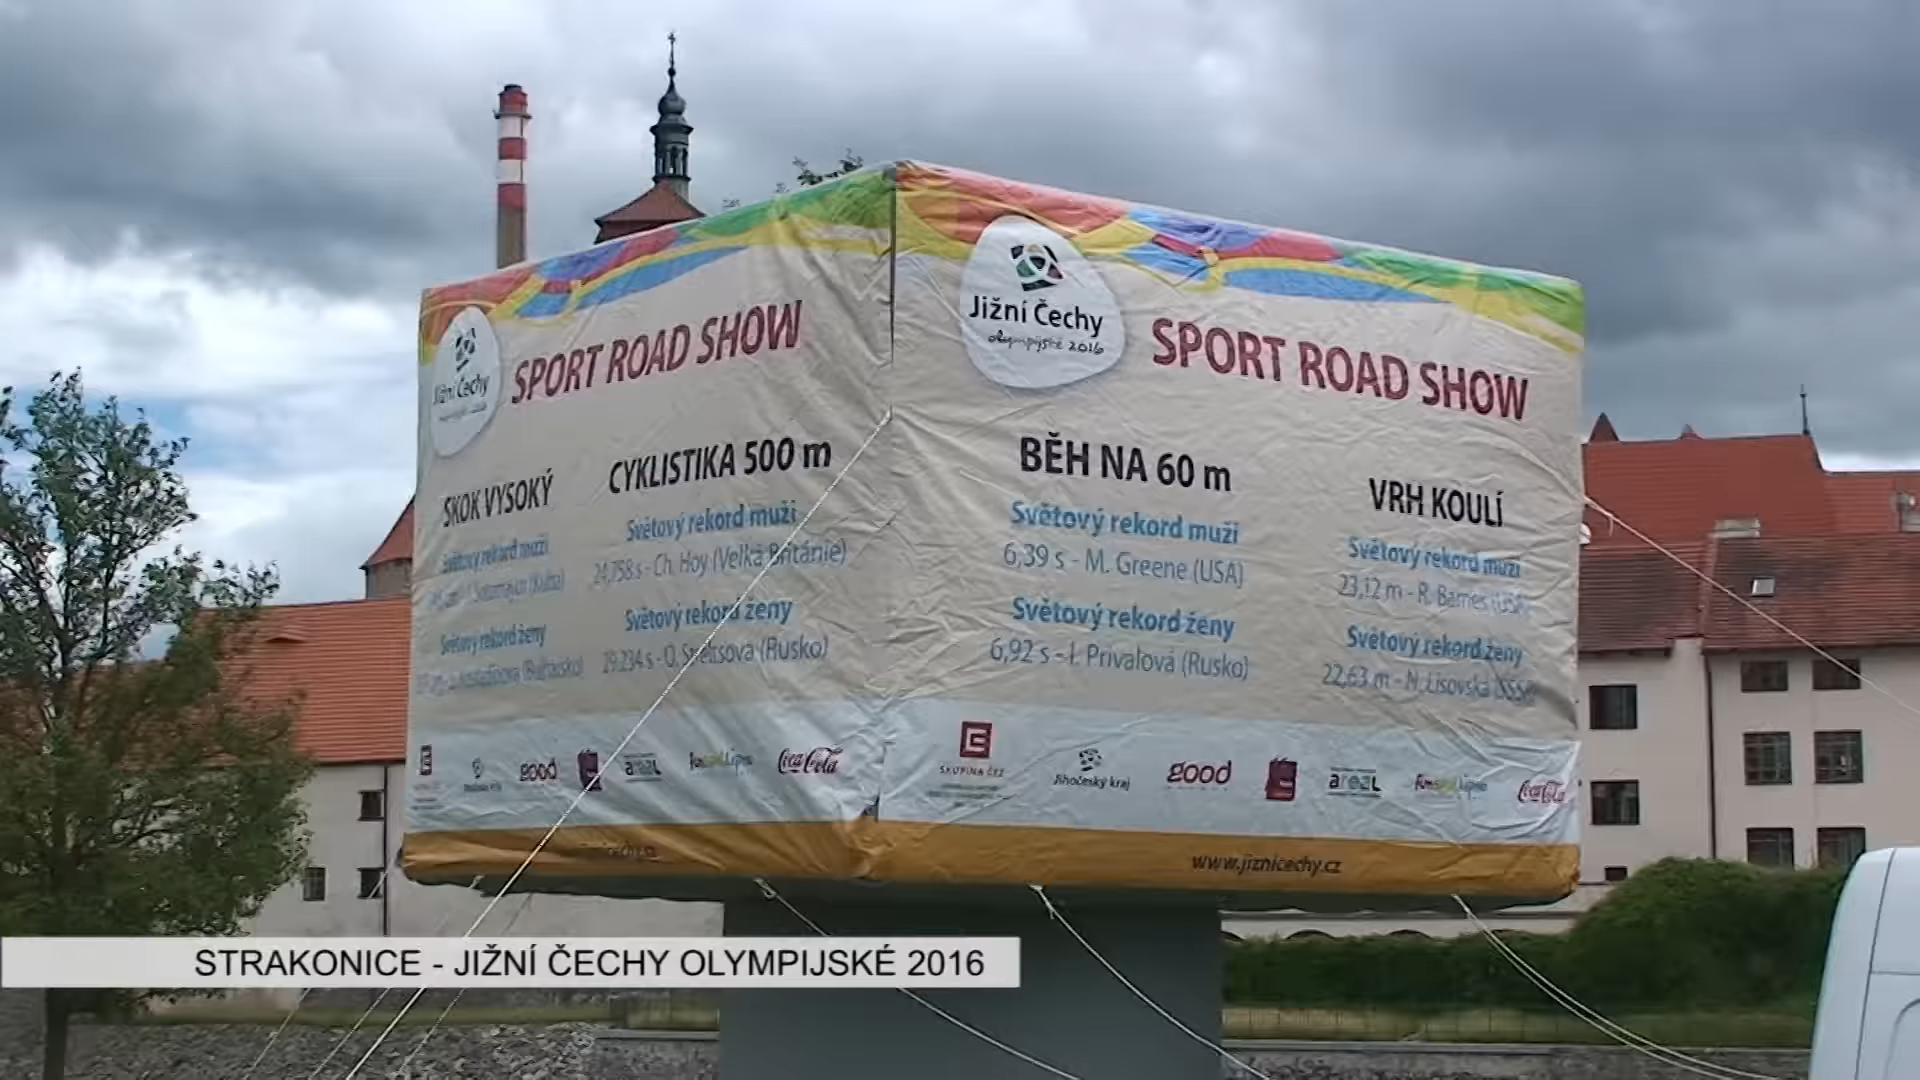 Jižní Čechy
SPORT ROAD SHOW
SKOK VYSOKÝ
Světový rekord muži
(Kuba)
Světový rekord ženy
CYKLISTIKA 500 m
Světový rekord muži
24,758 s - Ch. Hoy (Velká Británie)
Světový rekord ženy
29.234 s - O. (Rusko)
good
areal
Coca-Cola
Jižní Čechy
olympijské 2016
SPORT ROAD SHOW
BĚH NA 60 m
Světový rekord muži
6,39 s - M. Greene (USA)
Světový rekord ženy
6,92 s - I. Privalová (Rusko)
VRH KOULÍ
Světový rekord muži
23,12 m - R. Barnes (USA)
Světový rekord ženy
22,63 m - N. Lisovská
SKUPINA ČEZ
Jihočeský kraj
good
areal
Coca-Cola
www.jiznicechy.cz
STRAKONICE - JIŽNÍ ČECHY OLYMPIJSKÉ 2016